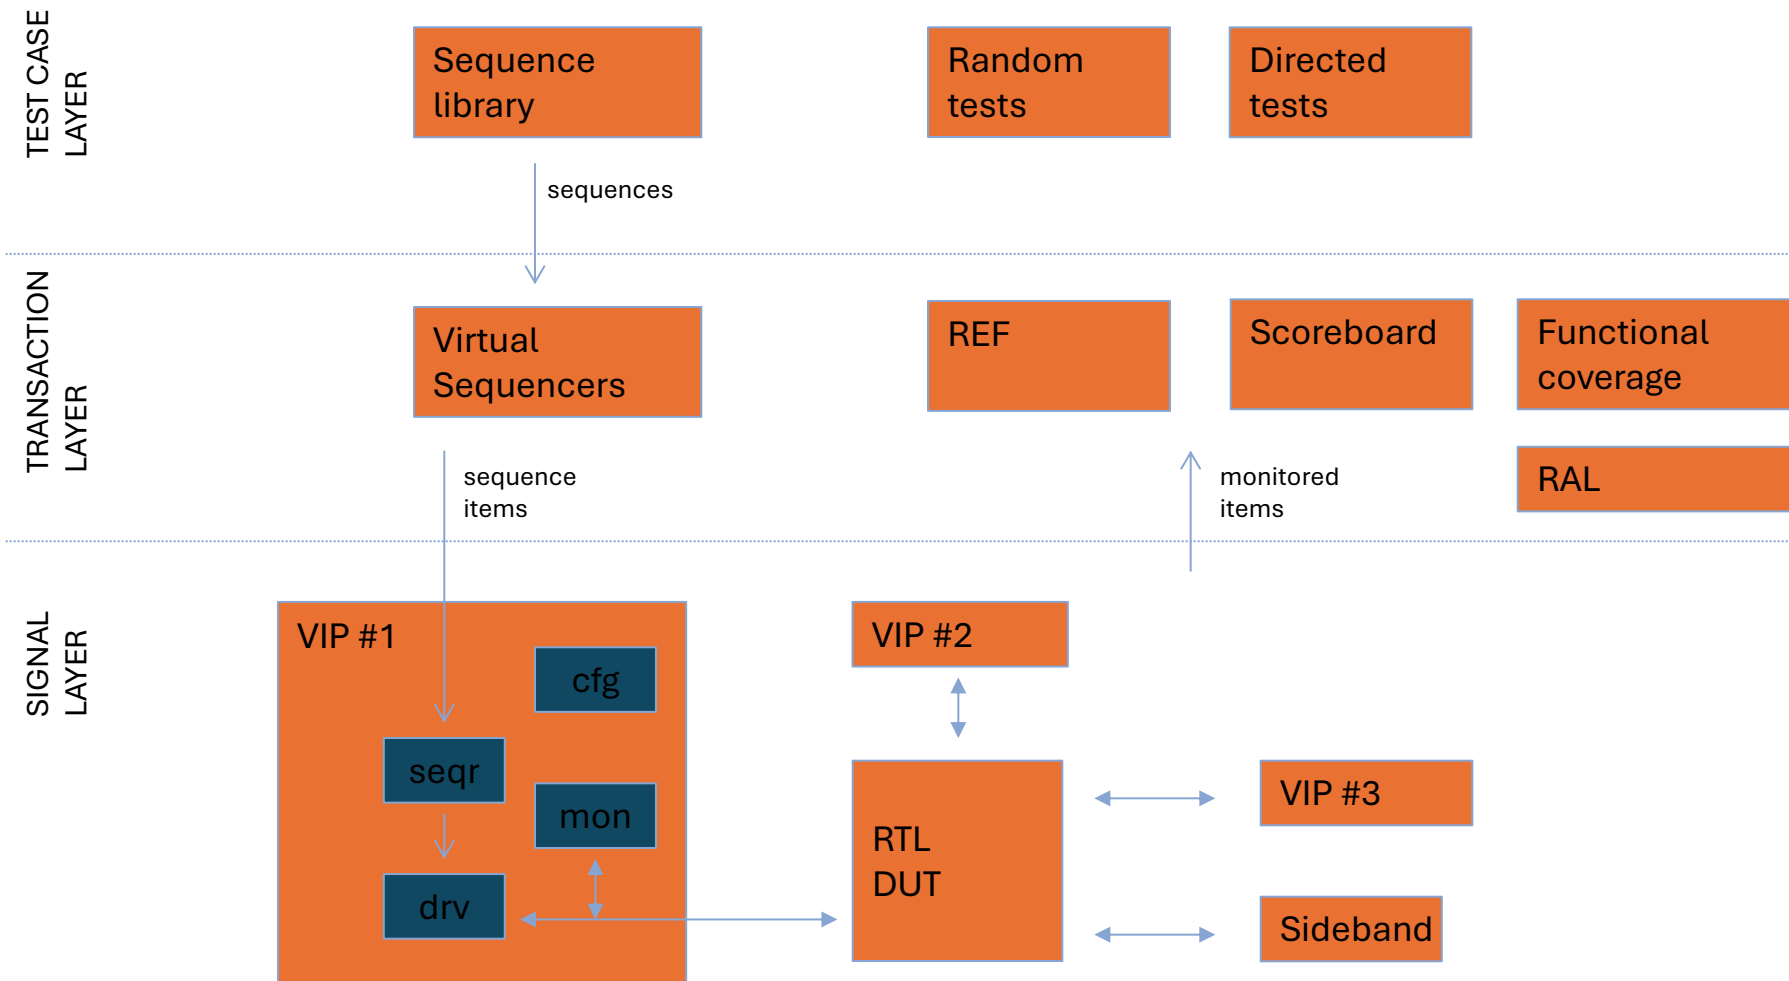 TEST CASE
LAYER
Sequence
library
Random
tests
Directed
tests
sequences
TRANSACTION
LAYER
Virtual
Sequencers
REF
Scoreboard
Functional
coverage
RAL
sequence
items
monitored
items
SIGNAL
LAYER
VIP #1
cfg
seqr
mon
drv
VIP #2
RTL
DUT
VIP #3
Sideband